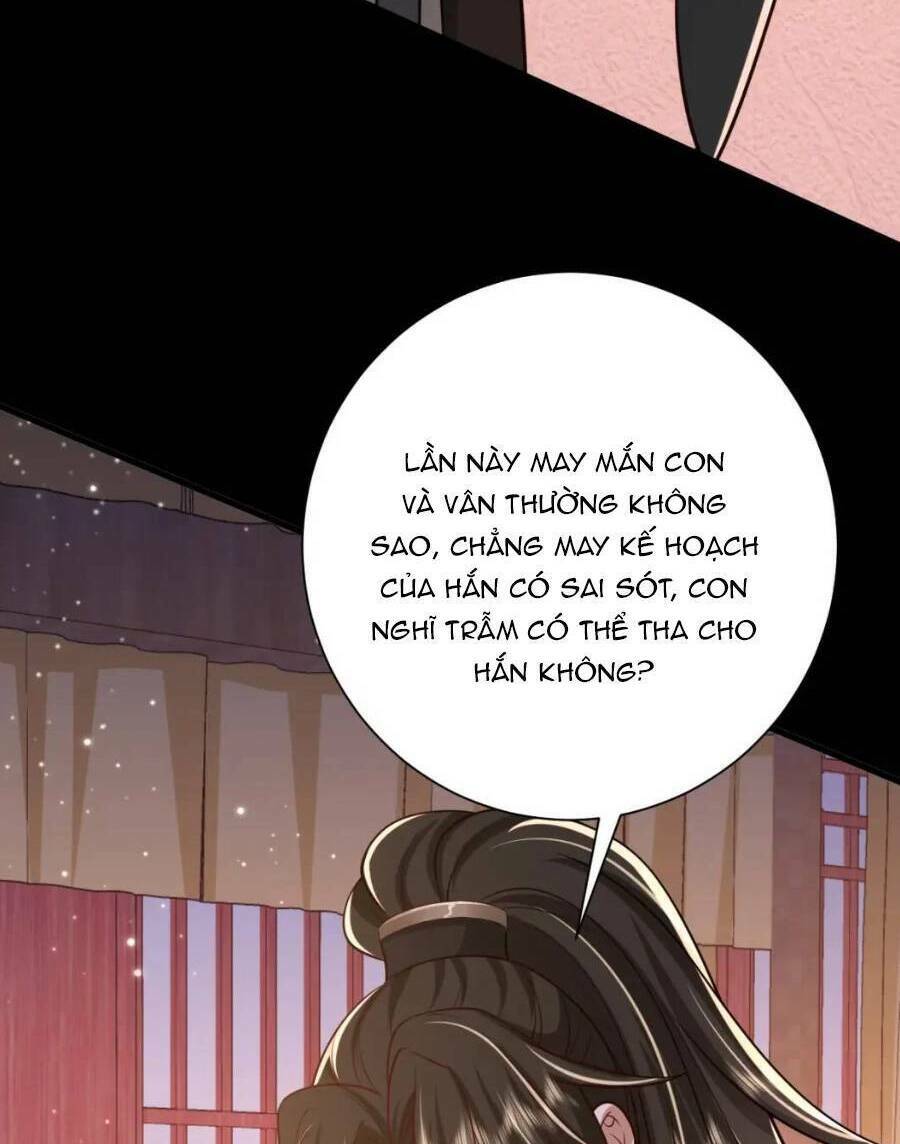 LẦN NÀY MAY MẮN CON
VÀ VÂN THƯỜNG KHÔNG
SAO, CHẲNG MAY KẾ HOẠCH
CỦA HẮN CÓ SAI SÓT, CON
NGHĨ TRẪM CÓ THỂ THA CHO
HẮN KHÔNG?